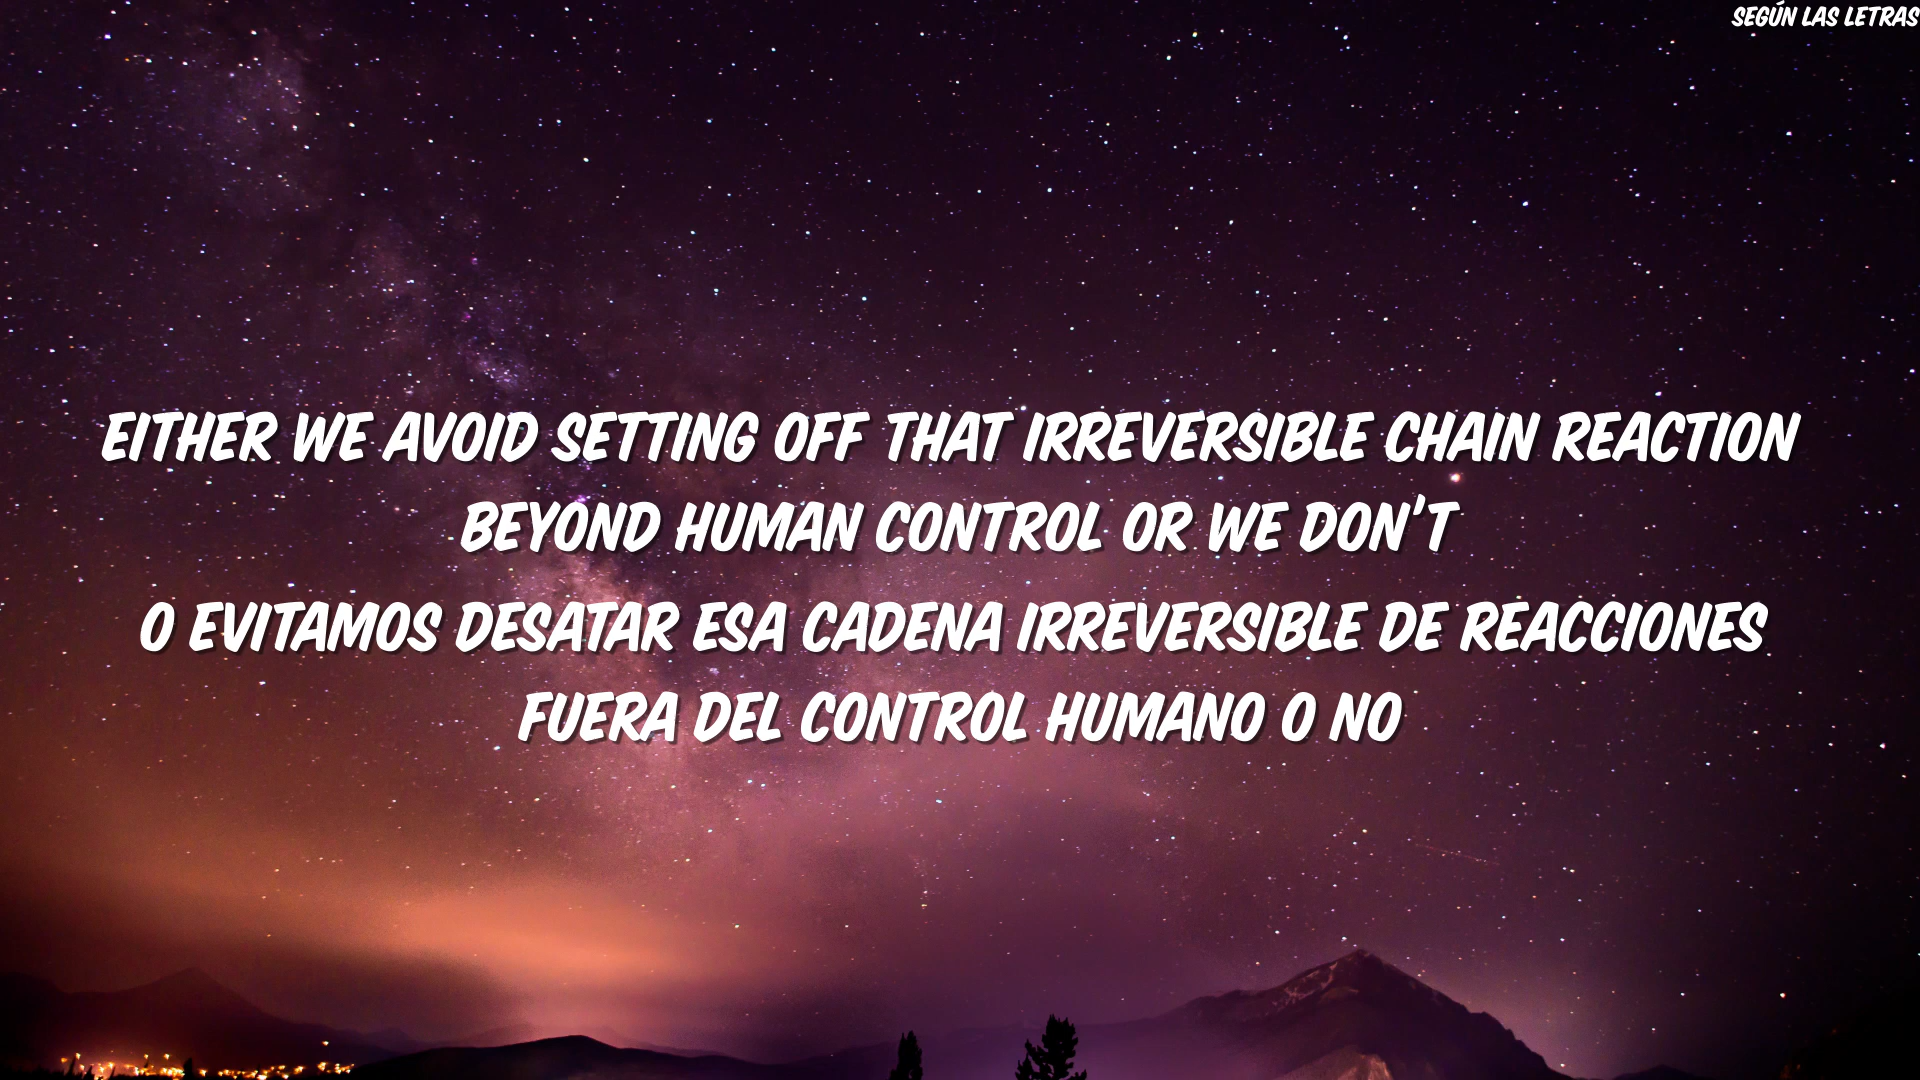 SEGÚN LAS LETRAS
EITHER WE AVOID SETTING OFF THAT IRREVERSIBLE CHAIN REACTION
BEYOND HUMAN CONTROL OR WE DON'T
O EVITAMOS DESATAR ESA CADENA IRREVERSIBLE DE REACCIONES
FUERA DEL CONTROL HUMANO O NO